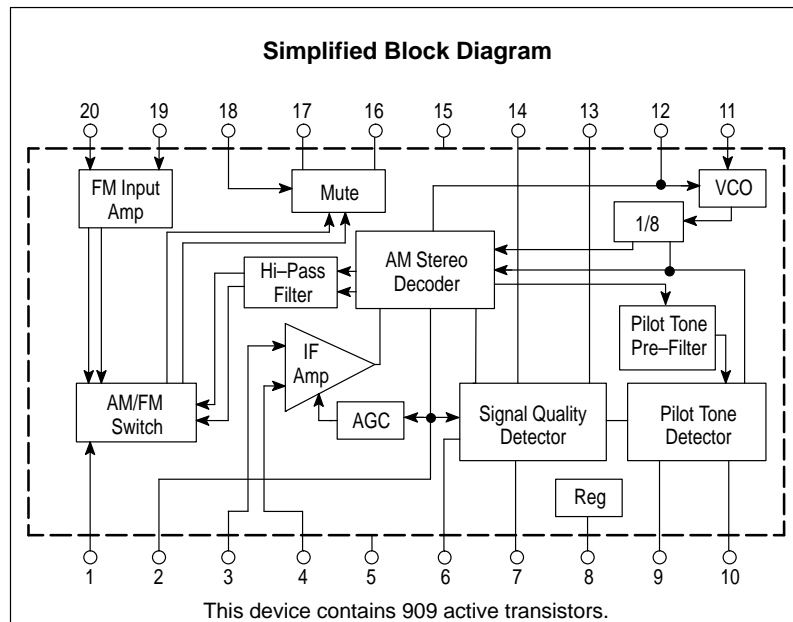 Simplified Block Diagram
20 19 18 17 16 15 14 13 12 11
FM Input
Amp
Mute
VCO
1/8
AM Stereo
Decoder
Hi–Pass
Filter
Pilot Tone
Pre–Filter
IF
Amp
AM/FM
Switch
AGC
Signal Quality
Detector
Pilot Tone
Detector
Reg
1 2 3 4 5 6 7 8 9 10
This device contains 909 active transistors.